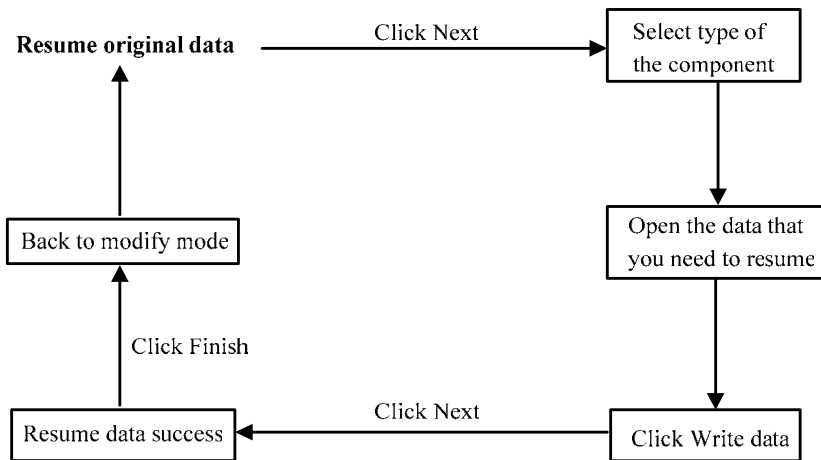 Resume original data
Click Next
Select type of
the component
Open the data that
you need to resume
Click Write data
Click Next
Resume data success
Click Finish
Back to modify mode